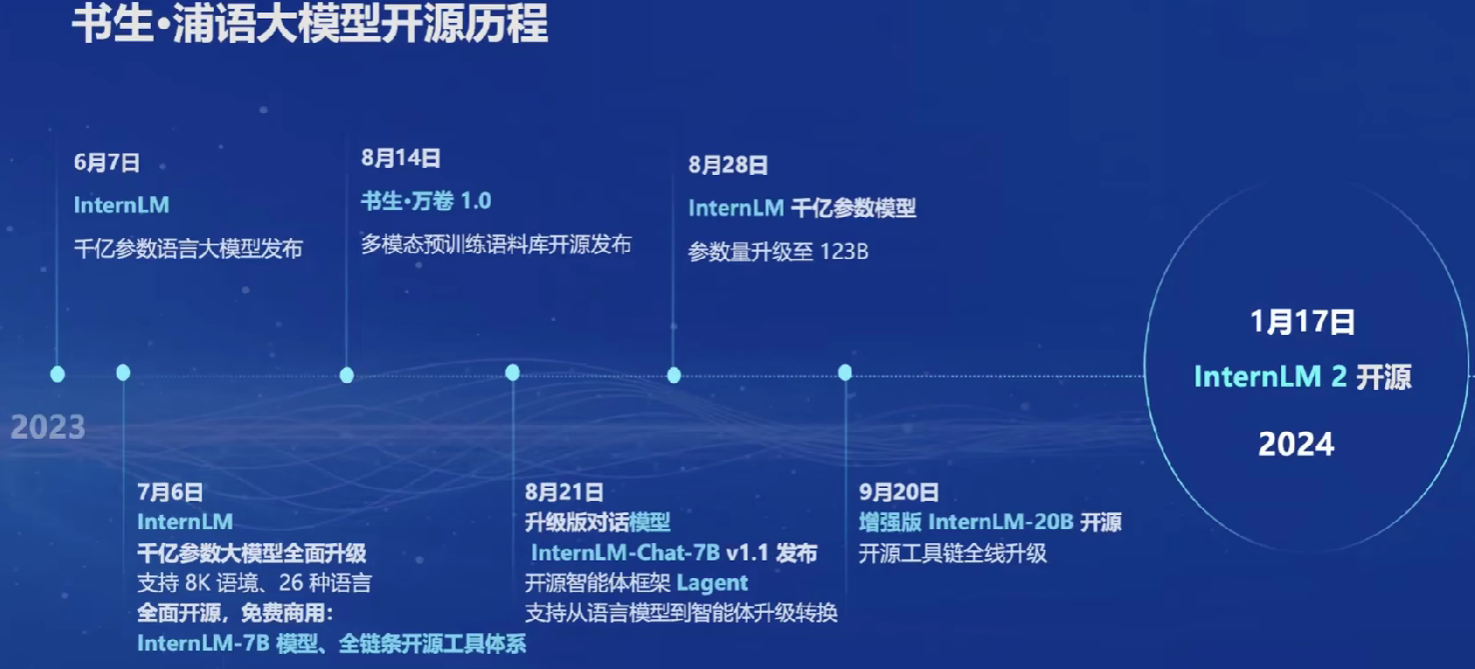 书生·浦语大模型开源历程
6月7日
InternLM
千亿参数语言大模型发布
8月14日
书生·万卷 1.0
多模态预训练语料库开源发布
8月28日
InternLM 千亿参数模型
参数量升级至 123B
1月17日
InternLM 2 开源
2024
2023
7月6日
InternLM
千亿参数大模型全面升级
支持 8K 语境、26 种语言
全面开源，免费商用：
InternLM-7B 模型、全链条开源工具体系
8月21日
升级版对话模型
InternLM-Chat-7B v1.1 发布
开源智能体框架 Lagent
支持从语言模型到智能体升级转换
9月20日
增强版 InternLM-20B 开源
开源工具链全线升级